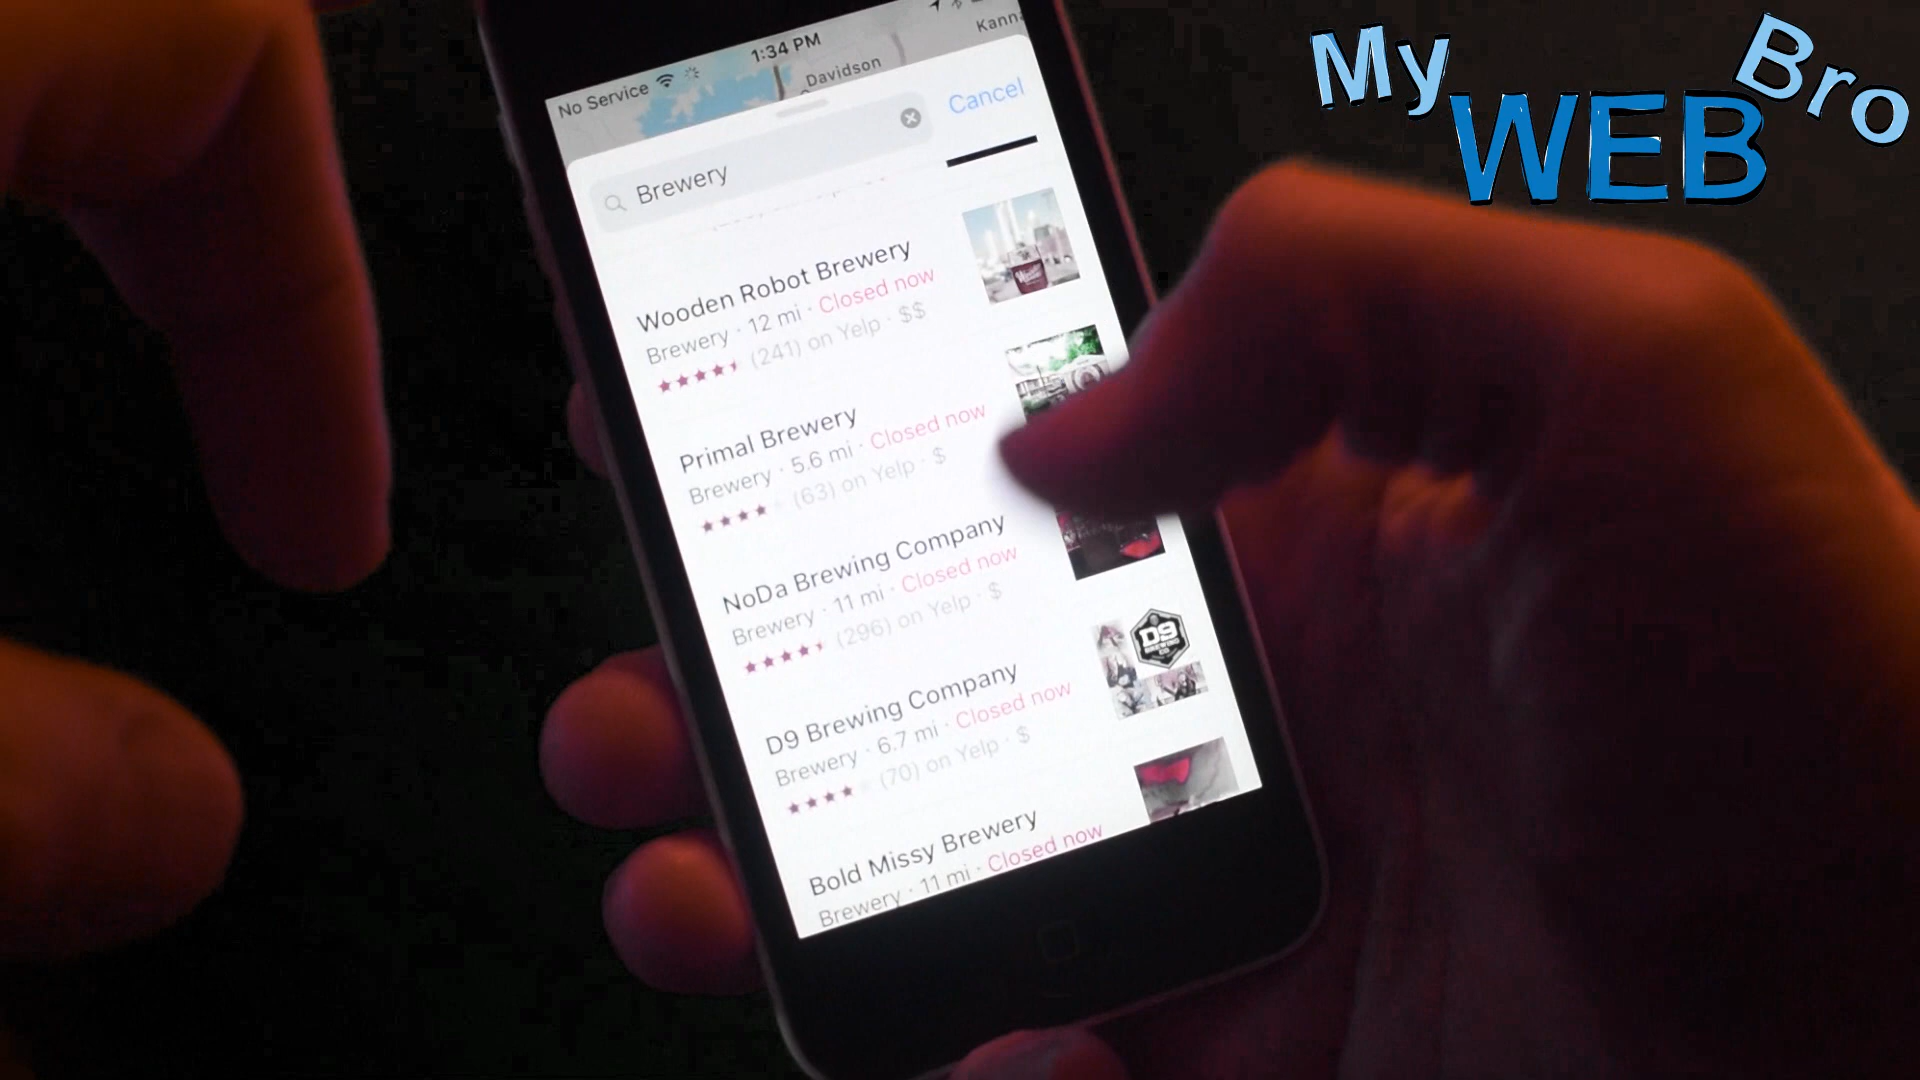 My WEB Bro
No Service 1:34 PM
Davidson
Brewery
Cancel
Wooden Robot Brewery
Brewery · 12 mi · Closed now
(241) on Yelp · $$
Primal Brewery
Brewery · 5.6 mi · Closed now
(63) on Yelp · $
NoDa Brewing Company
Brewery · 11 mi · Closed now
(296) on Yelp · $
D9 Brewing Company
Brewery · 6.7 mi · Closed now
(70) on Yelp · $
D9
BREWING
CO
Bold Missy Brewery
Brewery · 11 mi · Closed now